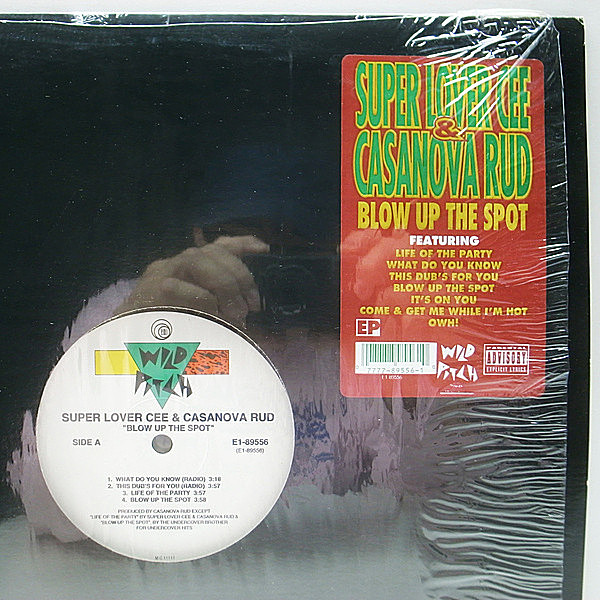 SUPER LOVER CEE
&
CASANOVA RUD
BLOW UP THE SPOT
FEATURING
LIFE OF THE PARTY
WHAT DO YOU KNOW
THIS DUB'S FOR YOU
BLOW UP THE SPOT
IT'S ON YOU
COME & GET ME WHILE I'M HOT
OWH!
EP
7777-89556-1
E1 89556
WILD PITCH
PARENTAL
ADVISORY
EXPLICIT LYRICS
WILD
PITCH
SUPER LOVER CEE & CASANOVA RUD
"BLOW UP THE SPOT"
SIDE A
E1-89556
(E1-89556)
1. WHAT DO YOU KNOW (RADIO) 3:18
2. THIS DUB'S FOR YOU (RADIO) 3:57
3. LIFE OF THE PARTY 3:57
4. BLOW UP THE SPOT 3:58
PRODUCED BY CASANOVA RUD EXCEPT
"LIFE OF THE PARTY" BY SUPER LOVER CEE & CASANOVA RUD &
"BLOW UP THE SPOT", BY THE UNDERCOVER BROTHER
FOR UNDERCOVER HITS